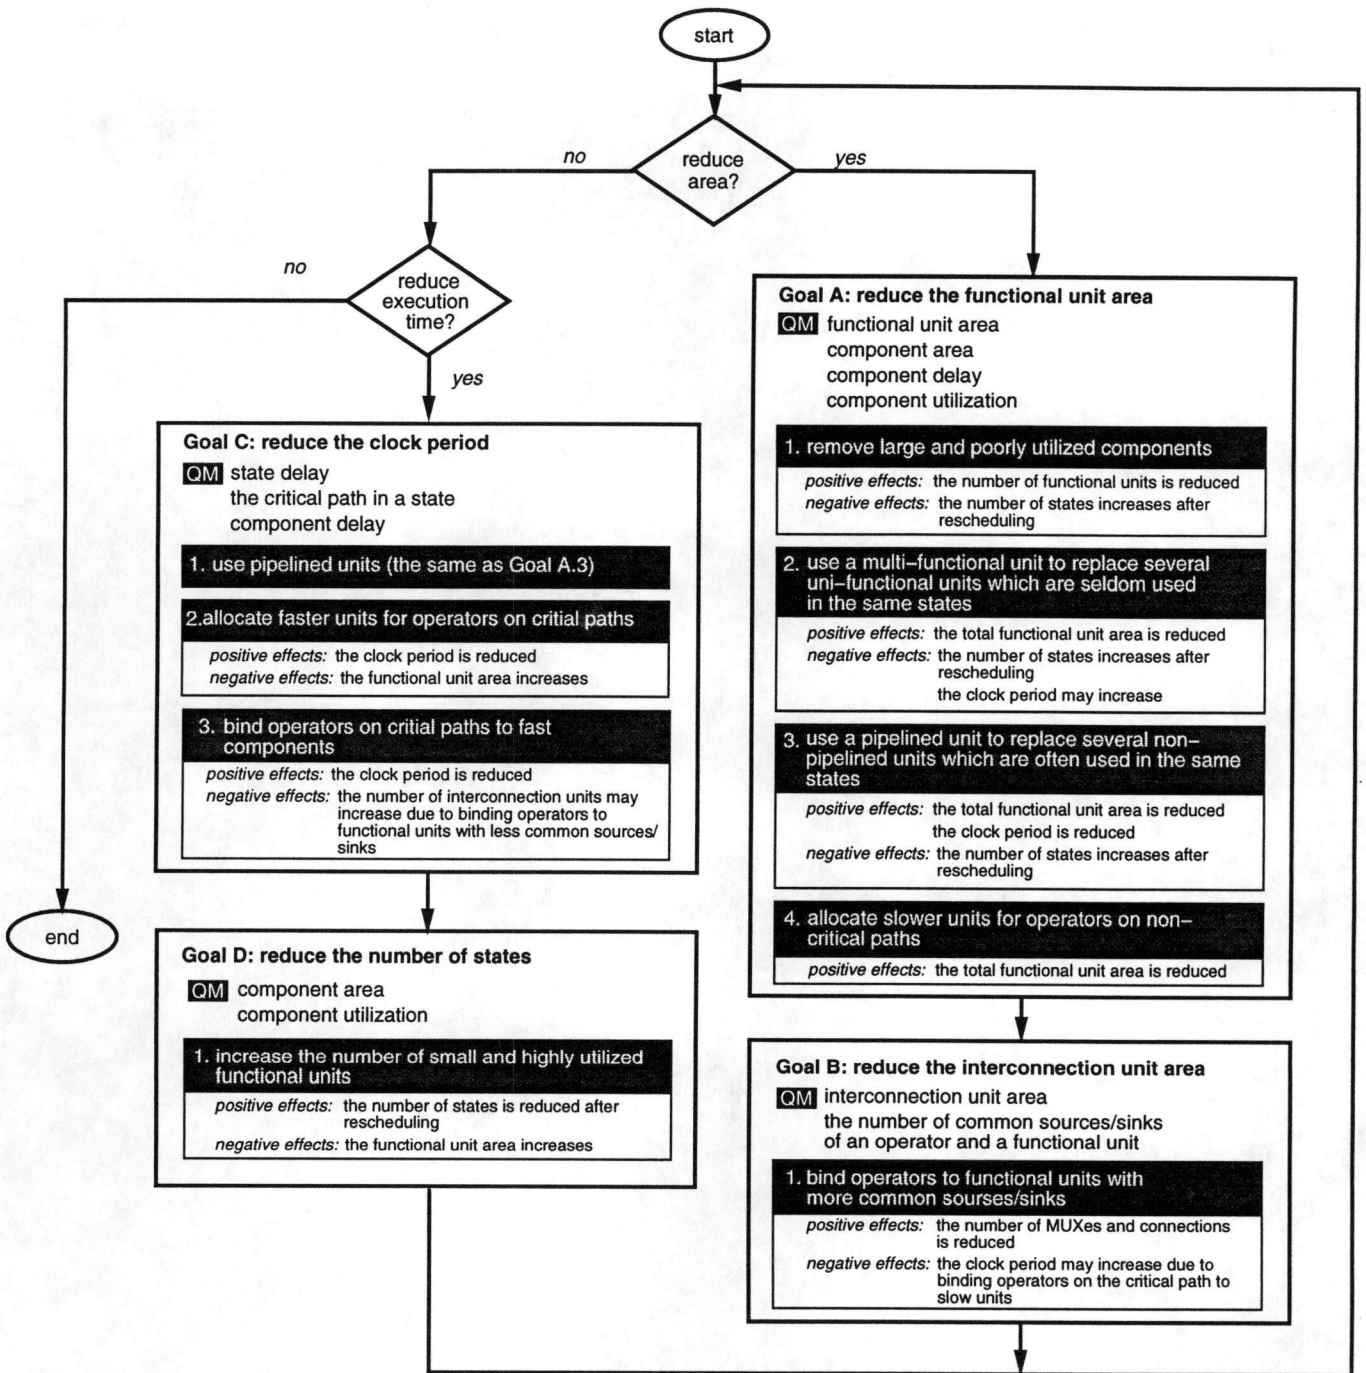 start
reduce
area?
no
yes
reduce
execution
time?
no
yes
end
Goal C: reduce the clock period
QM state delay
the critical path in a state
component delay
1. use pipelined units (the same as Goal A.3)
2.allocate faster units for operators on critial paths
positive effects: the clock period is reduced
negative effects: the functional unit area increases
3. bind operators on critial paths to fast
components
positive effects: the clock period is reduced
negative effects: the number of interconnection units may
increase due to binding operators to
functional units with less common sources/
sinks
Goal D: reduce the number of states
QM component area
component utilization
1. increase the number of small and highly utilized
functional units
positive effects: the number of states is reduced after
rescheduling
negative effects: the functional unit area increases
Goal A: reduce the functional unit area
QM functional unit area
component area
component delay
component utilization
1. remove large and poorly utilized components
positive effects: the number of functional units is reduced
negative effects: the number of states increases after
rescheduling
2. use a multi–functional unit to replace several
uni–functional units which are seldom used
in the same states
positive effects: the total functional unit area is reduced
negative effects: the number of states increases after
rescheduling
the clock period may increase
3. use a pipelined unit to replace several non–
pipelined units which are often used in the same
states
positive effects: the total functional unit area is reduced
the clock period is reduced
negative effects: the number of states increases after
rescheduling
4. allocate slower units for operators on non–
critical paths
positive effects: the total functional unit area is reduced
Goal B: reduce the interconnection unit area
QM interconnection unit area
the number of common sources/sinks
of an operator and a functional unit
1. bind operators to functional units with
more common sourses/sinks
positive effects: the number of MUXes and connections
is reduced
negative effects: the clock period may increase due to
binding operators on the critical path to
slow units